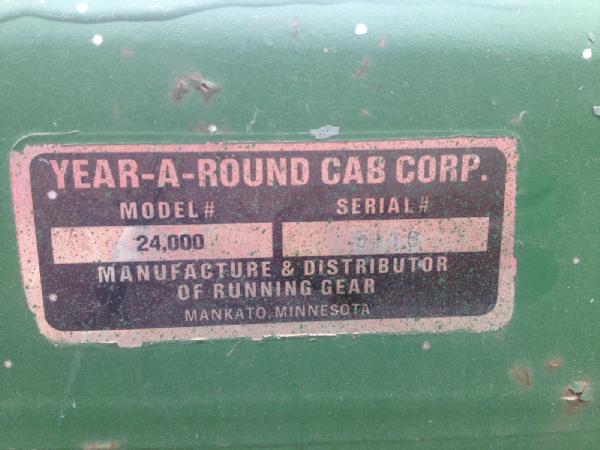 YEAR-A-ROUND CAB CORP.
MODEL# SERIAL#
24,000
MANUFACTURE & DISTRIBUTOR
OF RUNNING GEAR
MANKATO, MINNESOTA